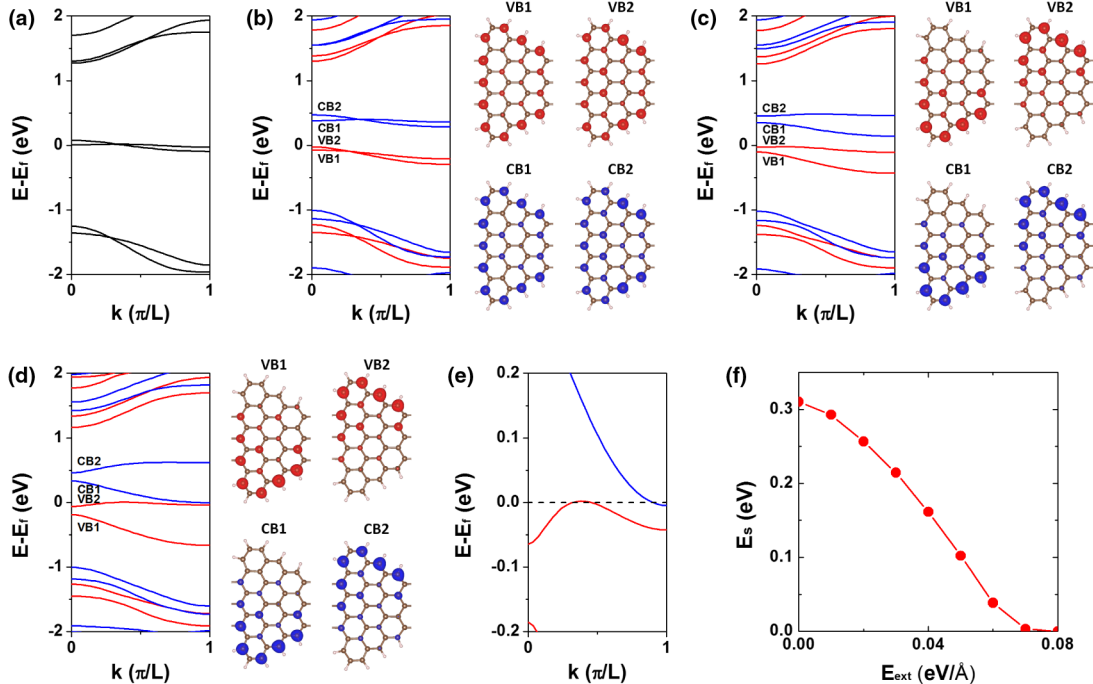 (a)
E-Ef (eV)
2
1
0
-1
-2
0
1
k (π/L)
(b)
E-Ef (eV)
2
1
0
-1
-2
CB2
CB1
VB2
VB1
0
1
k (π/L)
VB1
VB2
CB1
CB2
(c)
E-Ef (eV)
2
1
0
-1
-2
CB2
CB1
VB2
VB1
0
1
k (π/L)
VB1
VB2
CB1
CB2
(d)
E-Ef (eV)
2
1
0
-1
-2
CB2
CB1
VB2
VB1
0
1
k (π/L)
VB1
VB2
CB1
CB2
(e)
E-Ef (eV)
0.2
0.1
0.0
-0.1
-0.2
0
1
k (π/L)
(f)
Es (eV)
0.3
0.2
0.1
0.0
0.00
0.04
0.08
Eext (eV/Å)